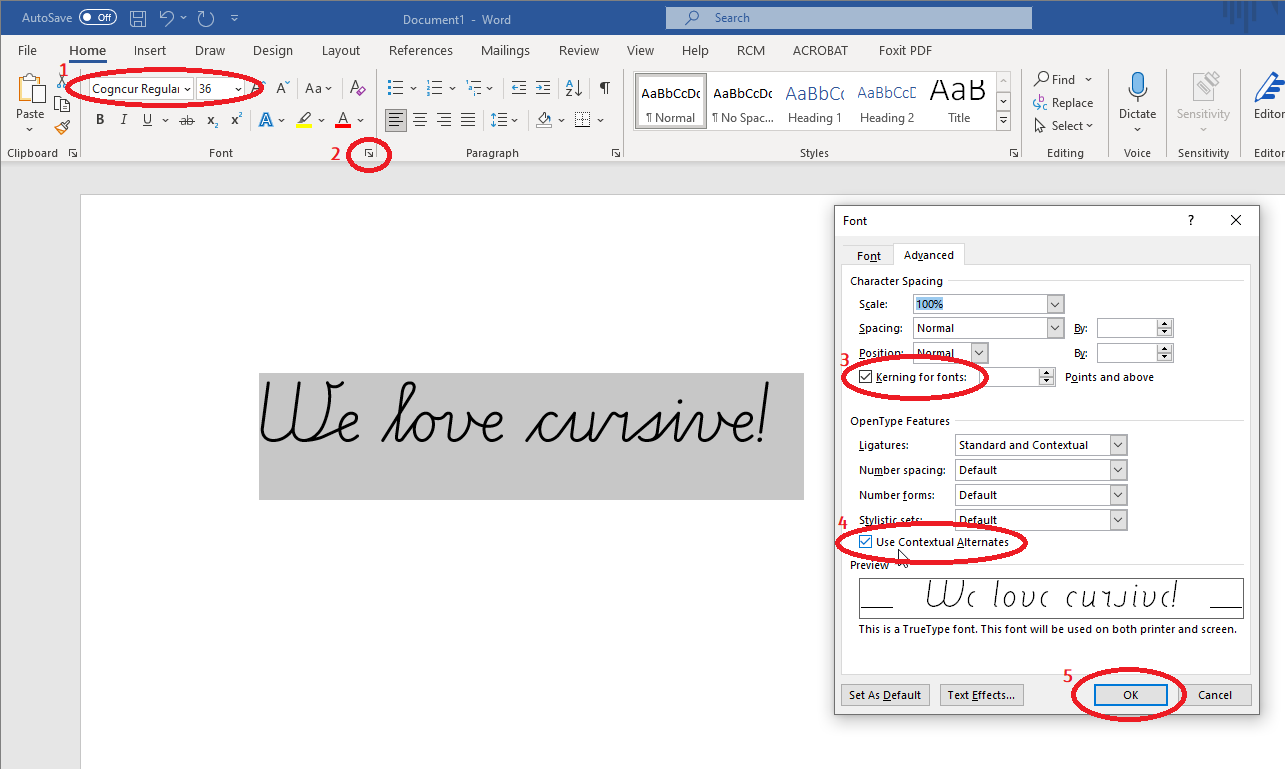 AutoSave Off
Document1 - Word
Search
File Home Insert Draw Design Layout References Mailings Review View Help RCM ACROBAT Foxit PDF
1
Cogncur Regular 36
Aa
Paste
B I U ab x2 x2 A A
AaBbCcDc AaBbCcDc AaBbCc AaBbCcD AaB
¶ Normal ¶ No Spac... Heading 1 Heading 2 Title
Find
Replace
Select
Dictate
Sensitivity
Editor
Clipboard Font Paragraph Styles Editing Voice Sensitivity Editor
2
We love cursive!
Font ?
Font Advanced
Character Spacing
Scale: 100%
Spacing: Normal By:
Position: Normal By:
3
Kerning for fonts: Points and above
OpenType Features
Ligatures: Standard and Contextual
Number spacing: Default
Number forms: Default
Stylistic sets: Default
4
Use Contextual Alternates
Preview
We love cursive!
This is a TrueType font. This font will be used on both printer and screen.
5
Set As Default Text Effects... OK Cancel